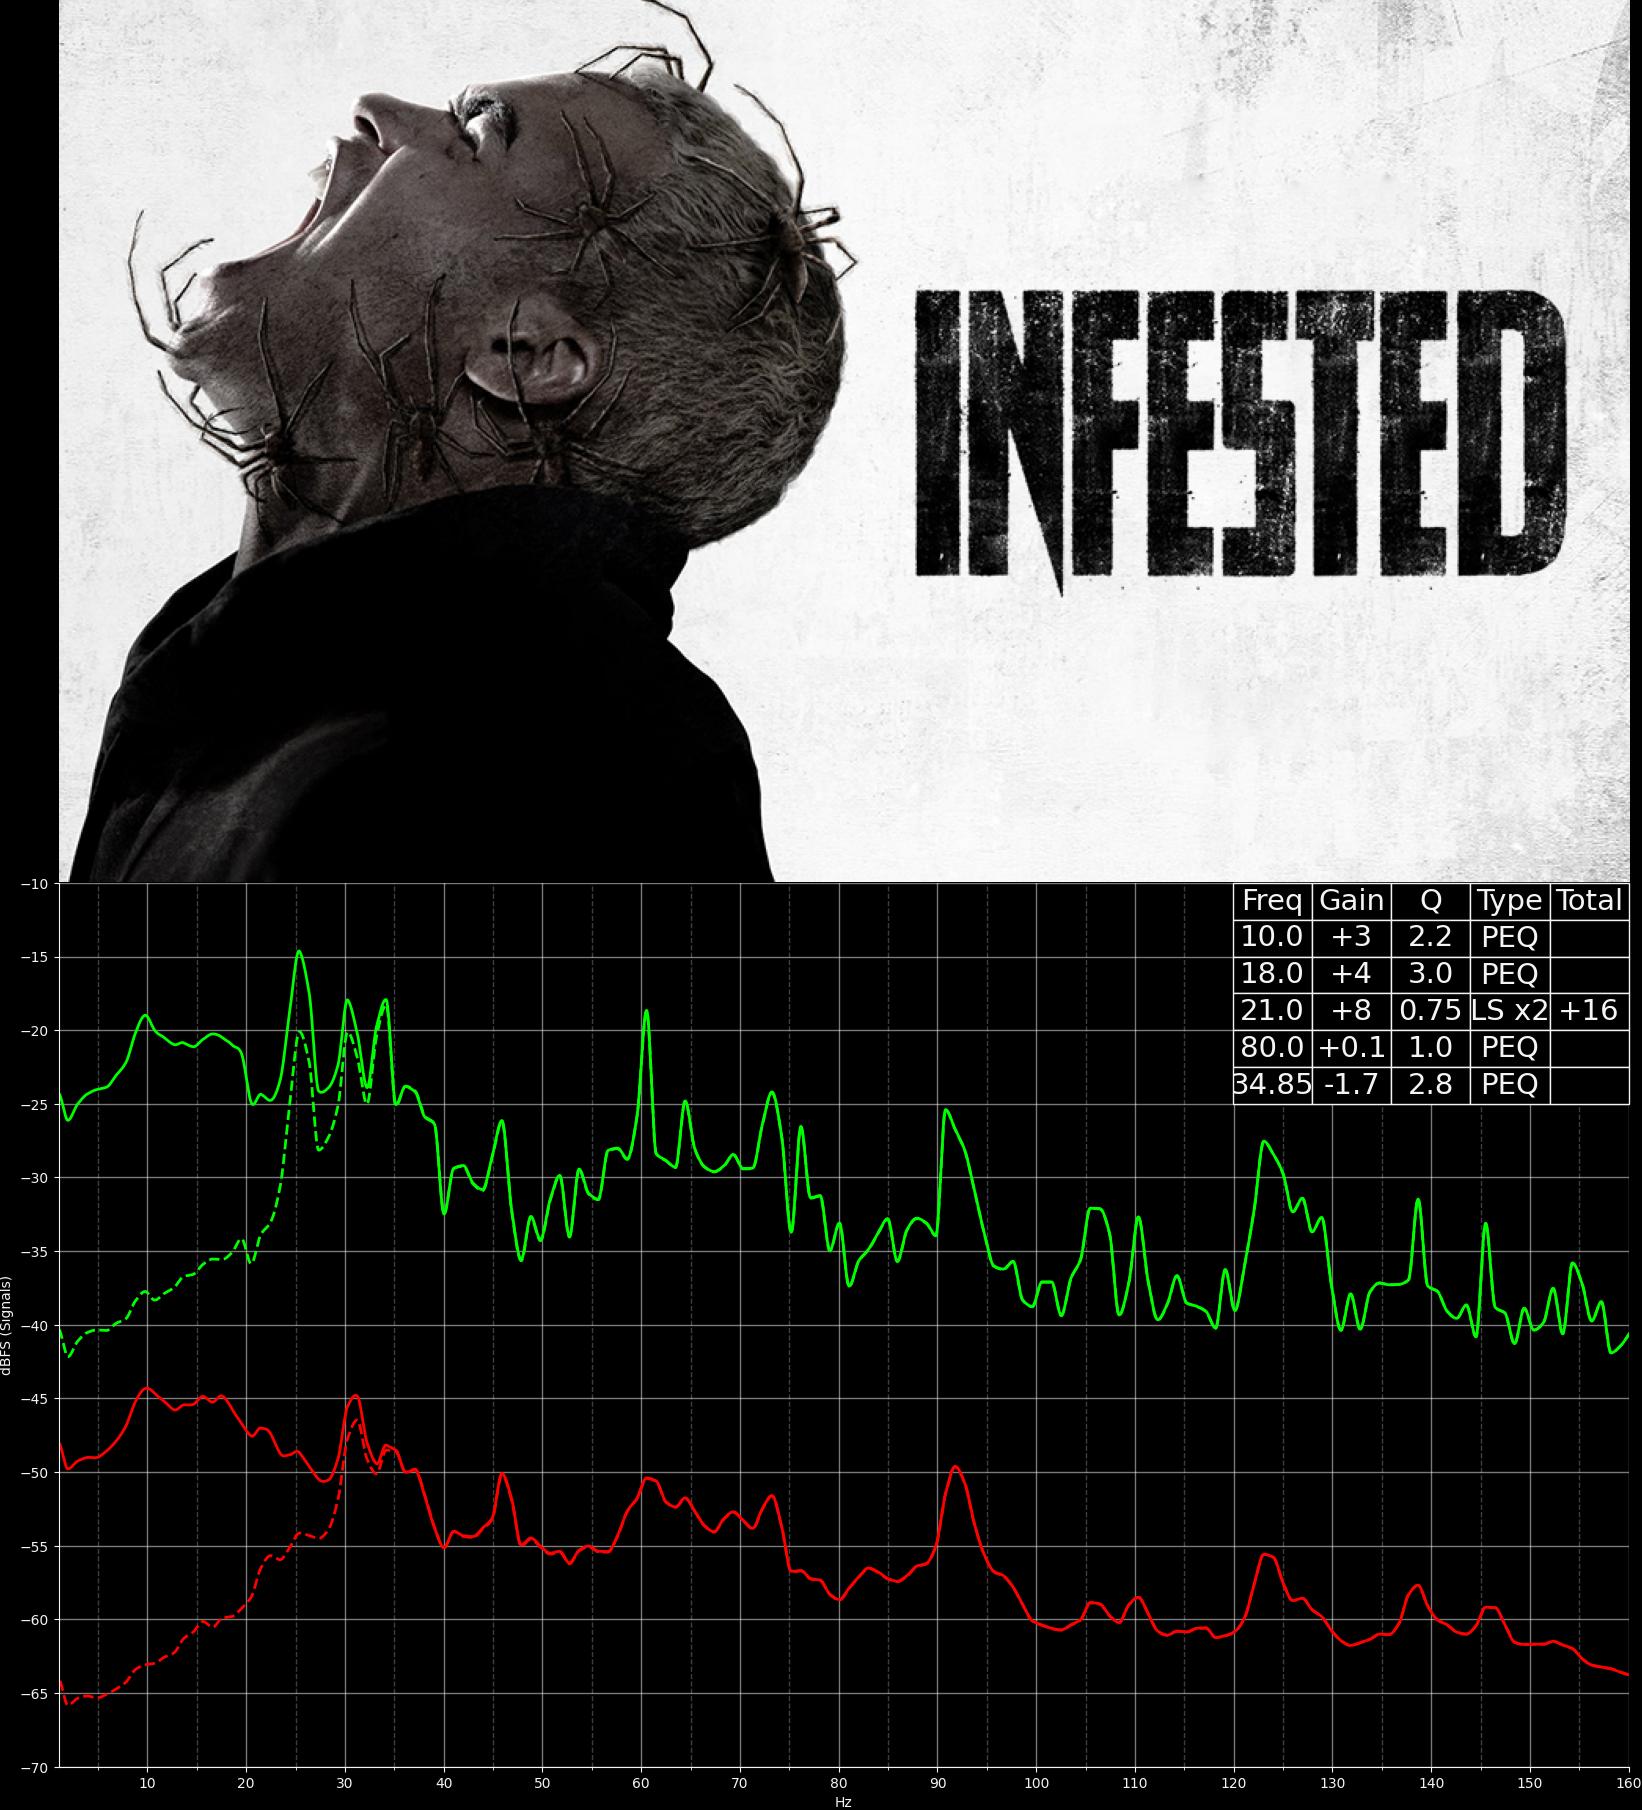 INFESTED
Freq Gain Q Type Total
10.0 +3 2.2 PEQ
18.0 +4 3.0 PEQ
21.0 +8 0.75 LS x2 +16
80.0 +0.1 1.0 PEQ
34.85 -1.7 2.8 PEQ
−10
−15
−20
−25
−30
−35
−40
−45
−50
−55
−60
−65
−70
dBFS (Signals)
10 20 30 40 50 60 70 80 90 100 110 120 130 140 150 160
Hz